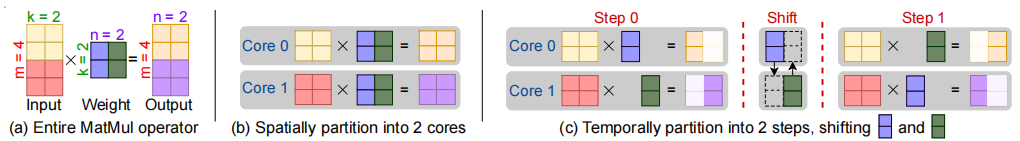 k = 2
m = 4
×
k = 2
n = 2
=
m = 4
n = 2
Input
Weight
Output
(a) Entire MatMul operator
Core 0
×
=
Core 1
×
=
(b) Spatially partition into 2 cores
Step 0
Shift
Step 1
Core 0
×
=
×
=
Core 1
×
=
×
=
(c) Temporally partition into 2 steps, shifting and